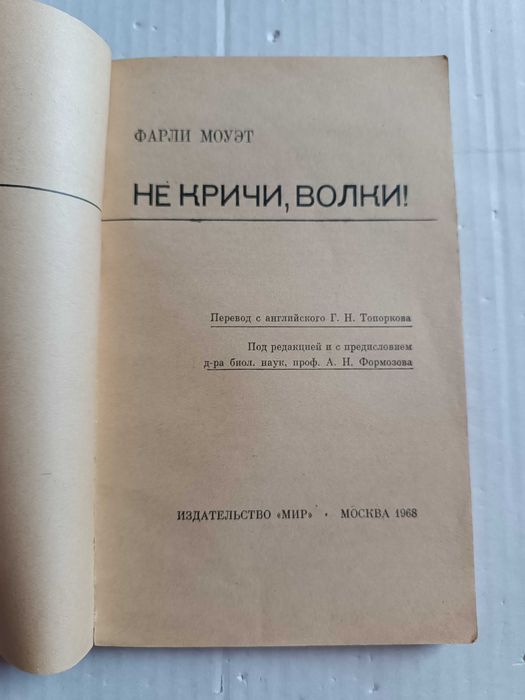 ФАРЛИ МОУЭТ
НЕ КРИЧИ, ВОЛКИ!
Перевод с английского Г. Н. Топоркова
Под редакцией и с предисловием
д-ра биол. наук, проф. А. Н. Формозова
ИЗДАТЕЛЬСТВО «МИР» · МОСКВА 1968